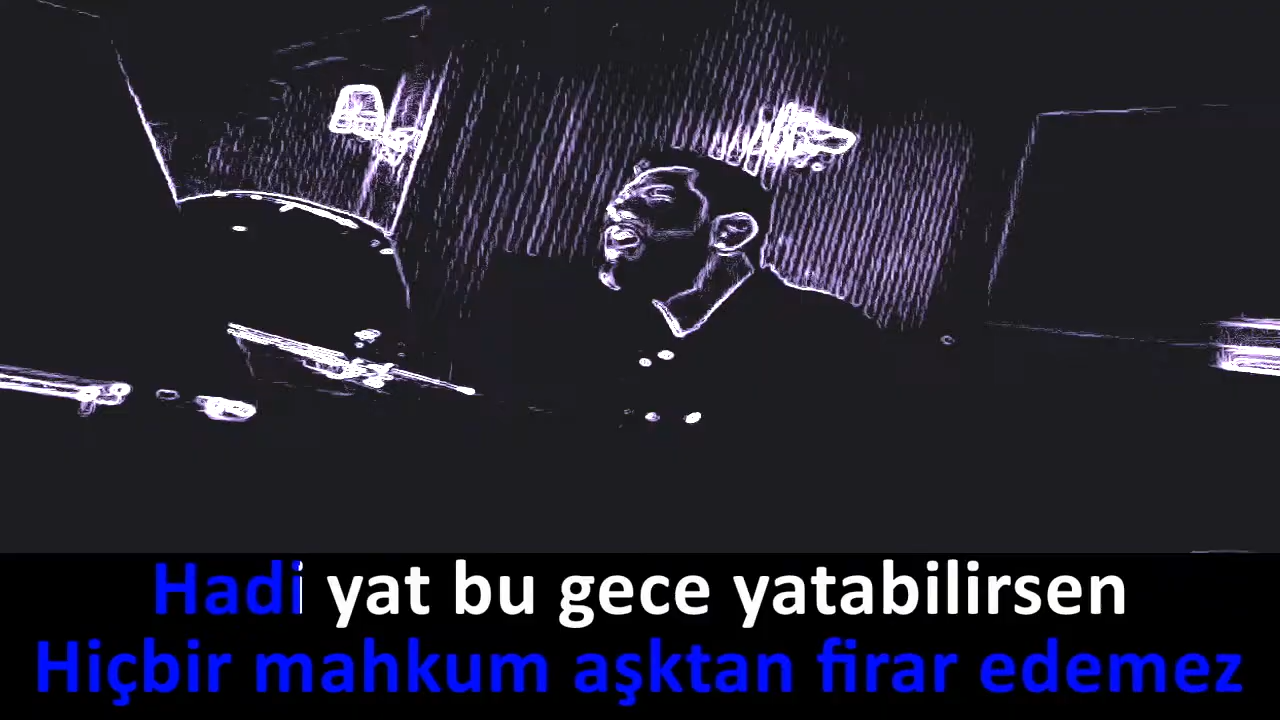 Hadi yat bu gece yatabilirsen
Hiçbir mahkum aşktan firar edemez